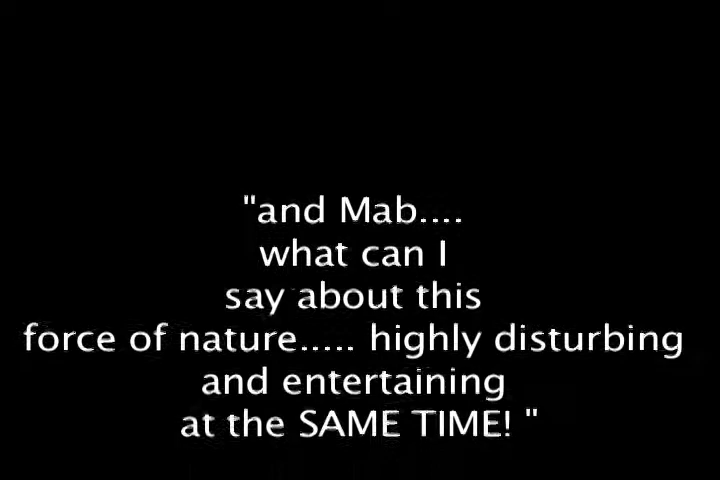 "and Mab....
what can I
say about this
force of nature..... highly disturbing
and entertaining
at the SAME TIME! "